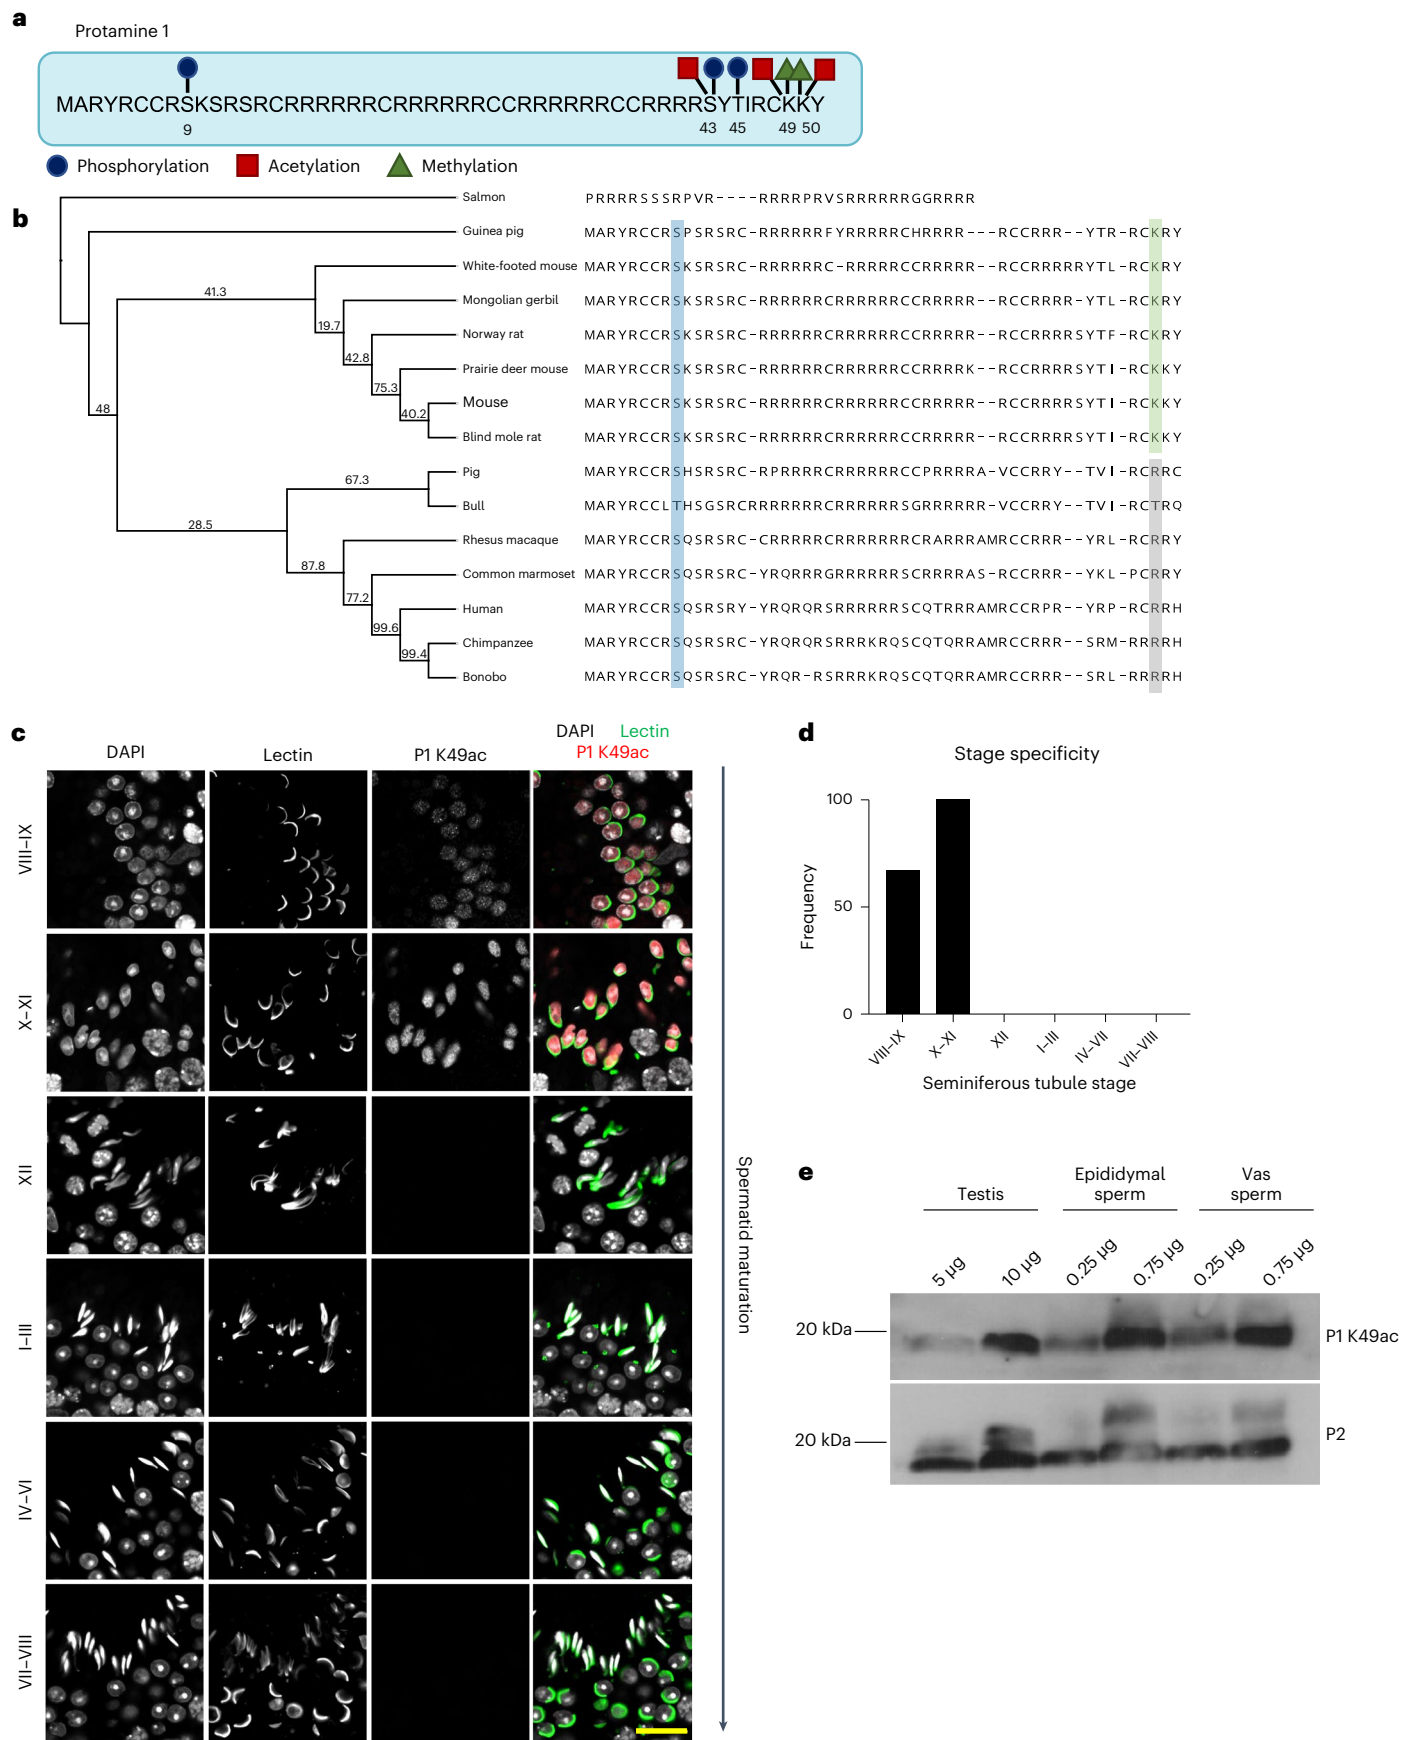 a
Protamine 1
MARYRCCRSKSRSRCRRRRRRCRRRRRRCCRRRRRRCCRRRRSYTIRCKKY
9
43 45 49 50
Phosphorylation Acetylation Methylation
b
Salmon PRRRRSSSRPVR----RRRRPRVSRRRRRRGGRRRR
Guinea pig MARYRCCRSPSRSRC-RRRRRRFYRRRRRCHRRRR---RCCRRR--YTR-RCKRY
White-footed mouse MARYRCCRSKSRSRC-RRRRRRC-RRRRRCCRRRRR--RCCRRRRRYTL-RCKRY
41.3
Mongolian gerbil MARYRCCRSKSRSRC-RRRRRRCRRRRRRCCRRRRR--RCCRRRR-YTL-RCKRY
19.7
Norway rat MARYRCCRSKSRSRC-RRRRRRCRRRRRRCCRRRRR--RCCRRRRSYTF-RCKRY
42.8
Prairie deer mouse MARYRCCRSKSRSRC-RRRRRRCRRRRRRCCRRRRK--RCCRRRRSYTI-RCKKY
75.3
Mouse MARYRCCRSKSRSRC-RRRRRRCRRRRRRCCRRRRR--RCCRRRRSYTI-RCKKY
48
40.2
Blind mole rat MARYRCCRSKSRSRC-RRRRRRCRRRRRRCCRRRRR--RCCRRRRSYTI-RCKKY
Pig MARYRCCRSHSRSRC-RPRRRRCRRRRRRCCPRRRRA-VCCRRY--TVI-RCRRC
67.3
Bull MARYRCCLTHSGSRCRRRRRRRCRRRRRRSGRRRRRR-VCCRRY--TVI-RCTRQ
28.5
Rhesus macaque MARYRCCRSQSRSRC-CRRRRRCRRRRRRRCRARRRAMRCCRRR--YRL-RCRRY
87.8
Common marmoset MARYRCCRSQSRSRC-YRQRRRGRRRRRRSCRRRRAS-RCCRRR--YKL-PCRRY
77.2
Human MARYRCCRSQSRSRY-YRQRQRSRRRRRRSCQTRRRAMRCCRPR--YRP-RCRRH
99.6
Chimpanzee MARYRCCRSQSRSRC-YRQRQRSRRRKRQSCQTQRRAMRCCRRR--SRM-RRRRH
99.4
Bonobo MARYRCCRSQSRSRC-YRQR-RSRRRKRQSCQTQRRAMRCCRRR--SRL-RRRRH
c
DAPI Lectin P1 K49ac
DAPI Lectin
P1 K49ac
VIII–IX
X–XI
XII
I–III
IV–VI
VII–VIII
Spermatid maturation
d
Stage specificity
Frequency
100
50
0
VIII–IX X–XI XII I–III IV–VII VII–VIII
Seminiferous tubule stage
e
Testis Epididymal sperm Vas sperm
5 µg 10 µg 0.25 µg 0.75 µg 0.25 µg 0.75 µg
20 kDa P1 K49ac
20 kDa P2